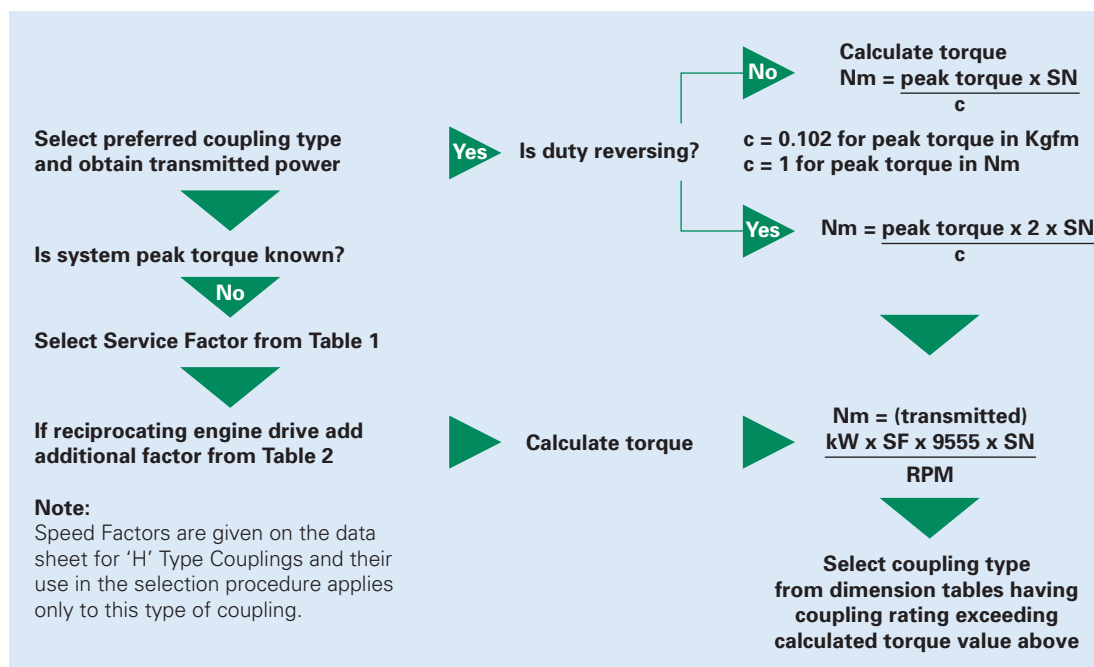 Select preferred coupling type
and obtain transmitted power
Is system peak torque known?
No
Select Service Factor from Table 1
If reciprocating engine drive add
additional factor from Table 2
Note:
Speed Factors are given on the data
sheet for ‘H’ Type Couplings and their
use in the selection procedure applies
only to this type of coupling.
Yes
Is duty reversing?
No
Calculate torque
Nm = peak torque x SN
c
c = 0.102 for peak torque in Kgfm
c = 1 for peak torque in Nm
Yes
Nm = peak torque x 2 x SN
c
Calculate torque
Nm = (transmitted)
kW x SF x 9555 x SN
RPM
Select coupling type
from dimension tables having
coupling rating exceeding
calculated torque value above